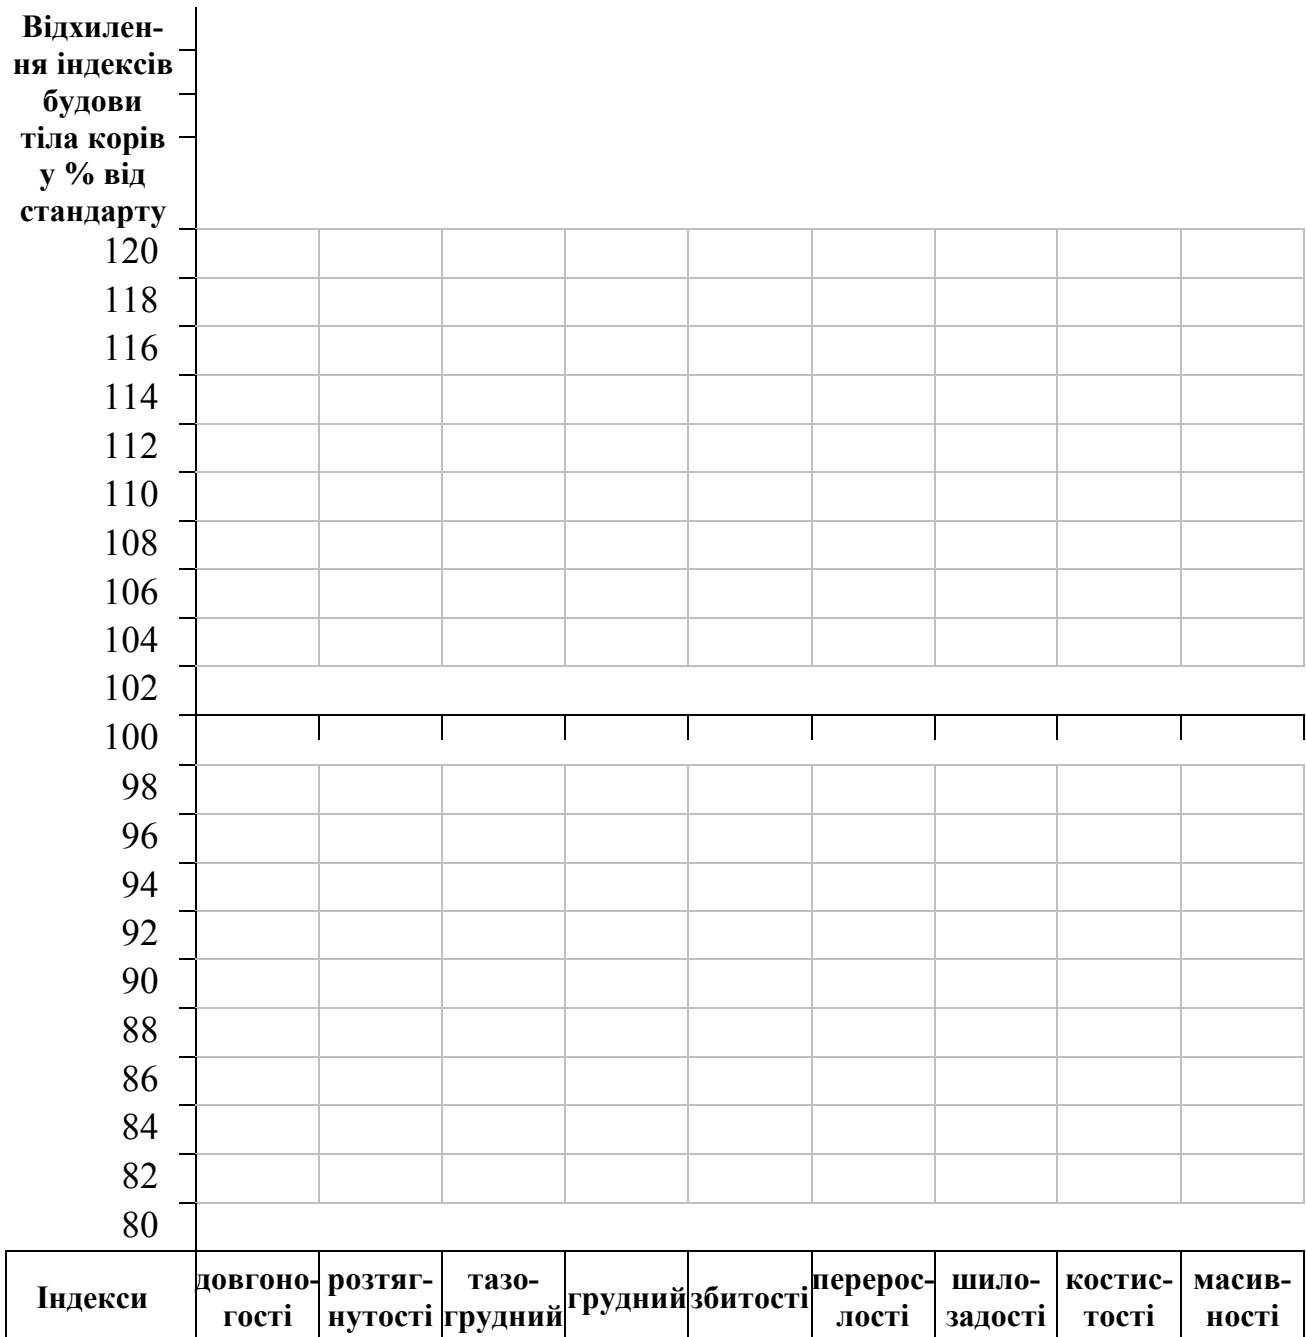 Відхилен-
ня індексів
будови
тіла корів
у % від
стандарту
120
118
116
114
112
110
108
106
104
102
100
98
96
94
92
90
88
86
84
82
80
Індекси
довгоно-
гості
розтяг-
нутості
тазо-
грудний
грудний
збитості
перерос-
лості
шило-
задості
костис-
тості
масив-
ності